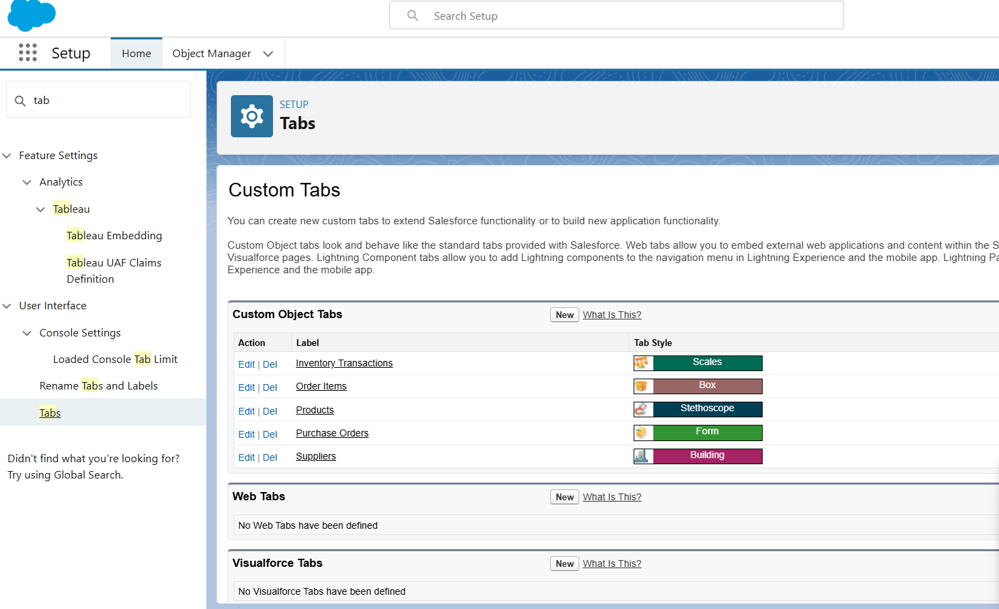 Search Setup
Setup
Home
Object Manager
tab
Feature Settings
Analytics
Tableau
Tableau Embedding
Tableau UAF Claims
Definition
User Interface
Console Settings
Loaded Console Tab Limit
Rename Tabs and Labels
Tabs
Didn't find what you're looking for?
Try using Global Search.
SETUP
Tabs
Custom Tabs
You can create new custom tabs to extend Salesforce functionality or to build new application functionality.
Custom Object tabs look and behave like the standard tabs provided with Salesforce. Web tabs allow you to embed external web applications and content within the S
Visualforce pages. Lightning Component tabs allow you to add Lightning components to the navigation menu in Lightning Experience and the mobile app. Lightning Pa
Experience and the mobile app.
Custom Object Tabs New What Is This?
Action Label Tab Style
Edit | Del Inventory Transactions Scales
Edit | Del Order Items Box
Edit | Del Products Stethoscope
Edit | Del Purchase Orders Form
Edit | Del Suppliers Building
Web Tabs New What Is This?
No Web Tabs have been defined
Visualforce Tabs New What Is This?
No Visualforce Tabs have been defined